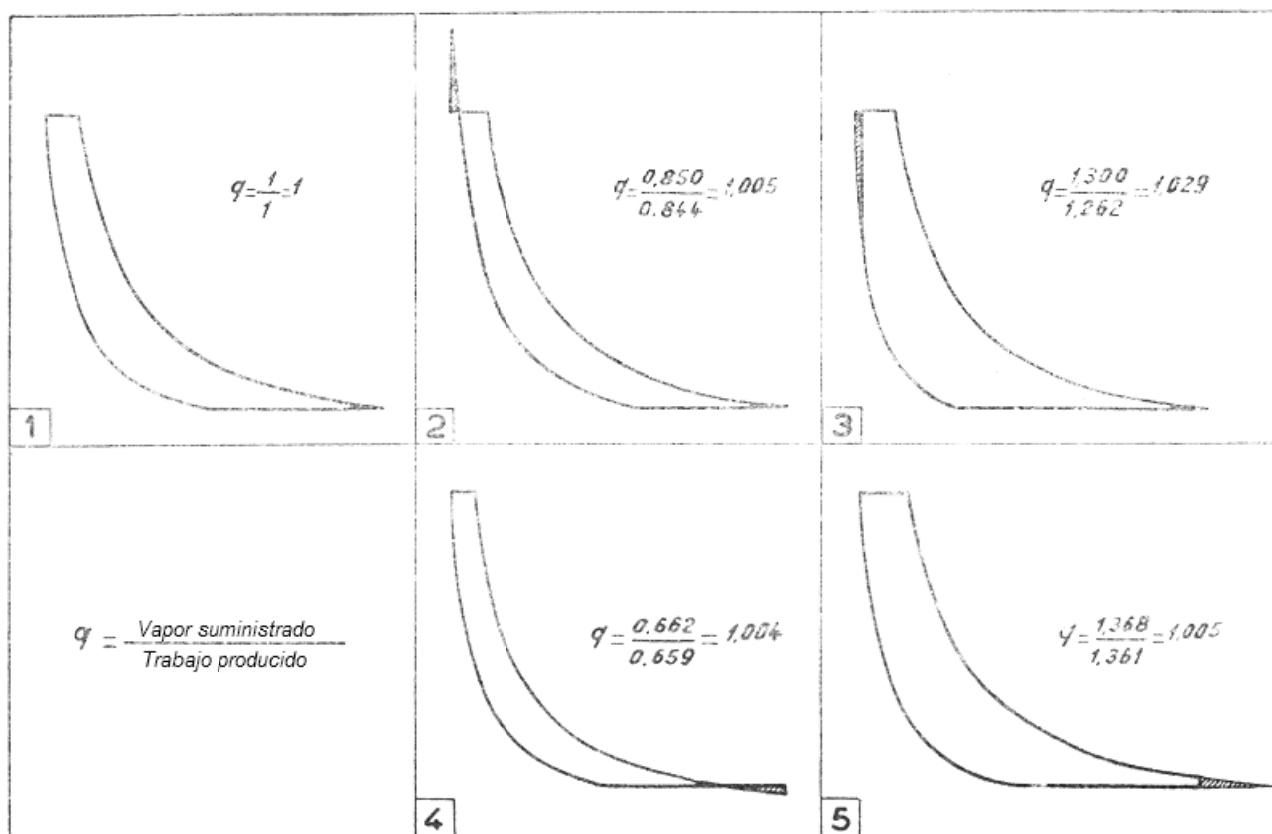 q=1/1=1
1
q=0,850/0.844=1,005
2
q=1,300/1,262=1,029
3
q = Vapor suministrado
Trabajo producido
q=0,662/0,659=1,004
4
q=1,368/1,361=1,005
5